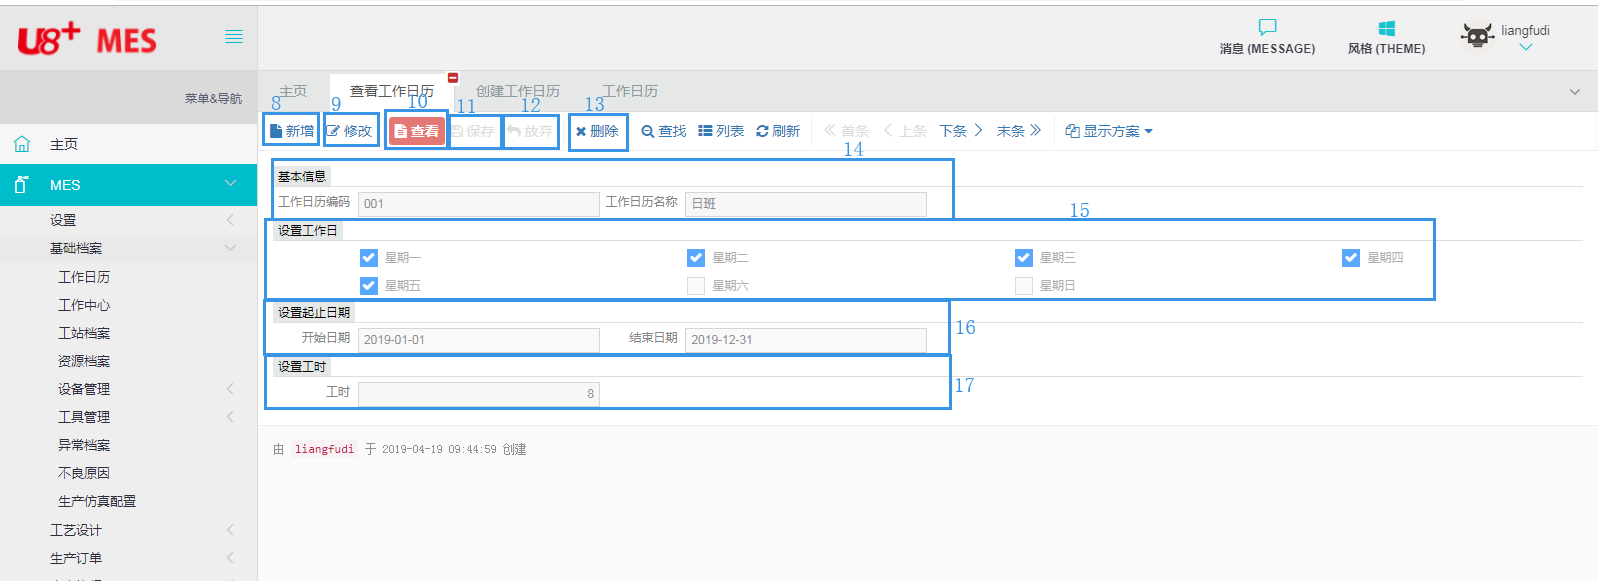 U8+ MES
消息 (MESSAGE)
风格 (THEME)
liangfudi
菜单&导航
主页
查看工作日历
创建工作日历
工作日历
8
9
10
11
12
13
新增
修改
查看
保存
放弃
删除
查找
列表
刷新
首条
上条
下条
末条
显示方案
14
主页
MES
设置
基础档案
工作日历
工作中心
工站档案
资源档案
设备管理
工具管理
异常档案
不良原因
生产仿真配置
工艺设计
生产订单
基本信息
工作日历编码 001 工作日历名称 日班
15
设置工作日
星期一 星期二 星期三 星期四
星期五 星期六 星期日
设置起止日期
开始日期 2019-01-01 结束日期 2019-12-31
16
设置工时
工时 8
17
由 liangfudi 于 2019-04-19 09:44:59 创建